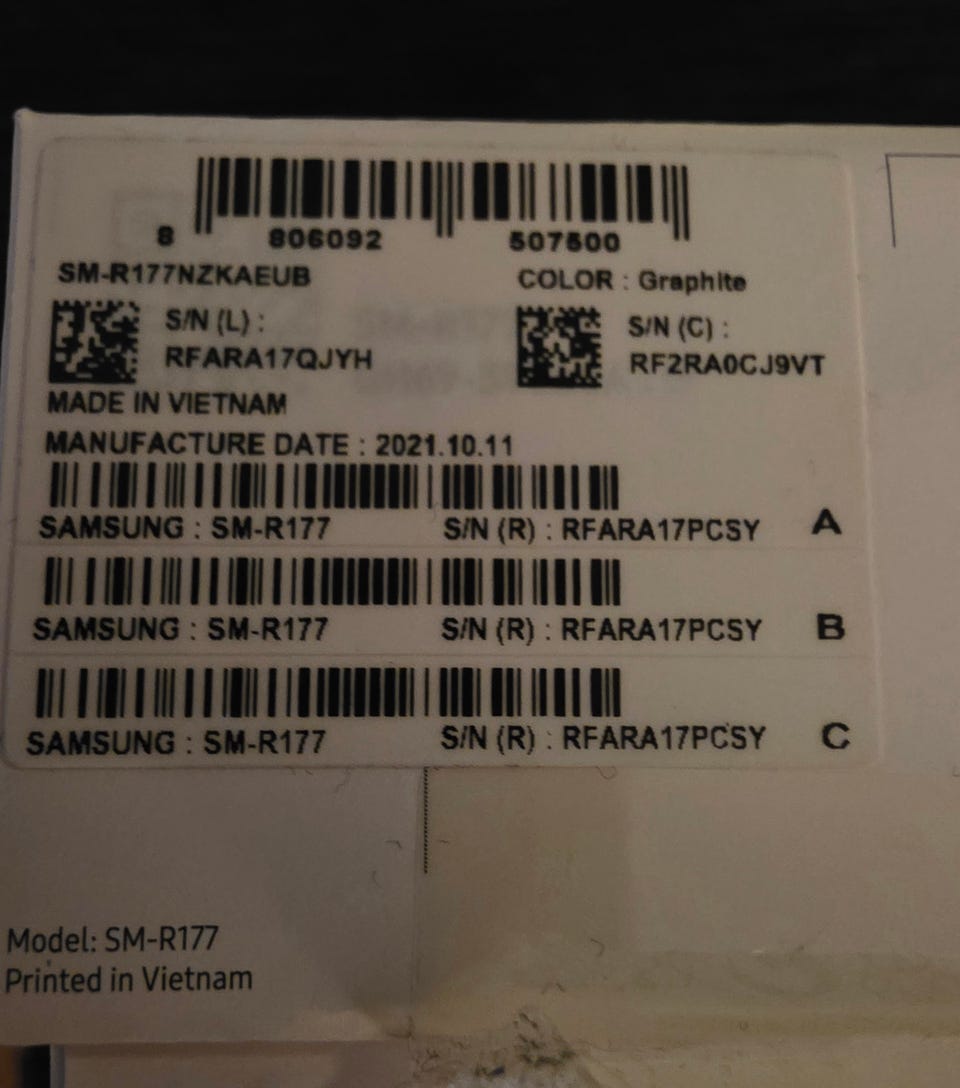 8 806092 507500
SM-R177NZKAEUB COLOR : Graphite
S/N (L) : S/N (C) :
RFARA17QJYH RF2RA0CJ9VT
MADE IN VIETNAM
MANUFACTURE DATE : 2021.10.11
SAMSUNG : SM-R177 S/N (R) : RFARA17PCSY A
SAMSUNG : SM-R177 S/N (R) : RFARA17PCSY B
SAMSUNG : SM-R177 S/N (R) : RFARA17PCSY C
Model: SM-R177
Printed in Vietnam